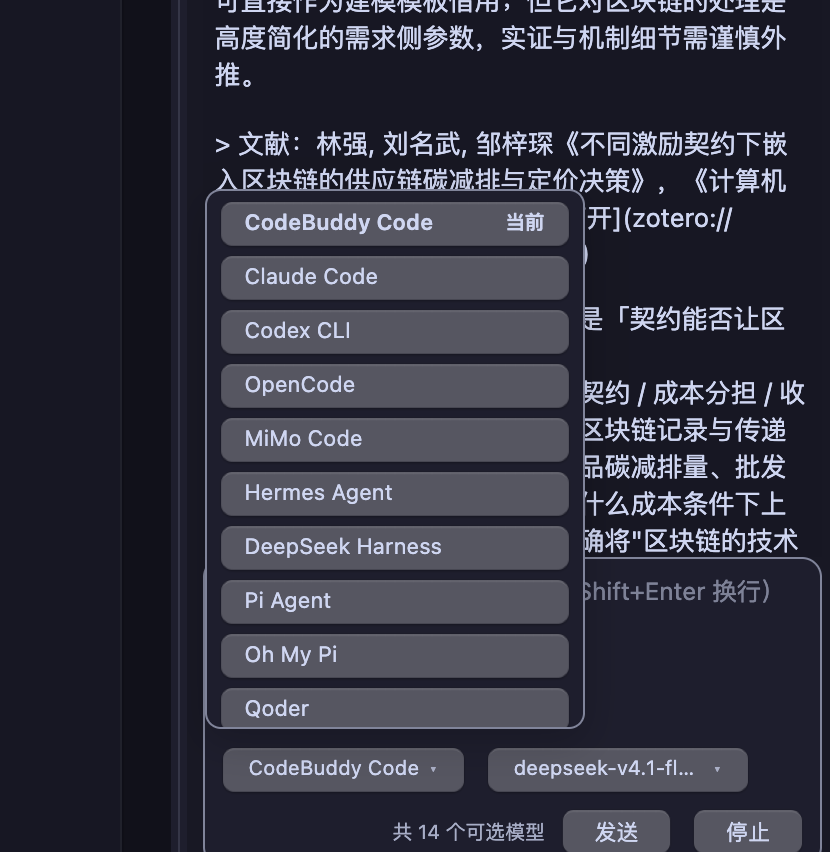 可直接作为建模模板借用，但它对区块链的处理是
高度简化的需求侧参数，实证与机制细节需谨慎外
推。
> 文献：林强, 刘名武, 邹梓琛《不同激励契约下嵌
入区块链的供应链碳减排与定价决策》，《计算机
开](zotero://
)
是「契约能否让区
契约 / 成本分担 / 收
区块链记录与传递
品碳减排量、批发
什么成本条件下上
确将"区块链的技术
CodeBuddy Code 当前
Claude Code
Codex CLI
OpenCode
MiMo Code
Hermes Agent
DeepSeek Harness
Pi Agent
Oh My Pi
Qoder
Shift+Enter 换行)
CodeBuddy Code ▾ deepseek-v4.1-fl... ▾
共 14 个可选模型 发送 停止